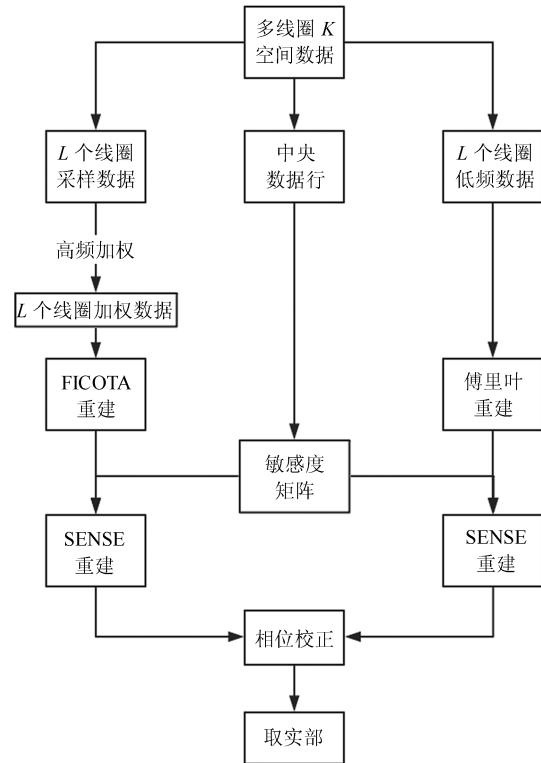 多线圈 K
空间数据
L 个线圈
采样数据
中央
数据行
L 个线圈
低频数据
高频加权
L 个线圈加权数据
FICOTA
重建
傅里叶
重建
敏感度
矩阵
SENSE
重建
SENSE
重建
相位校正
取实部